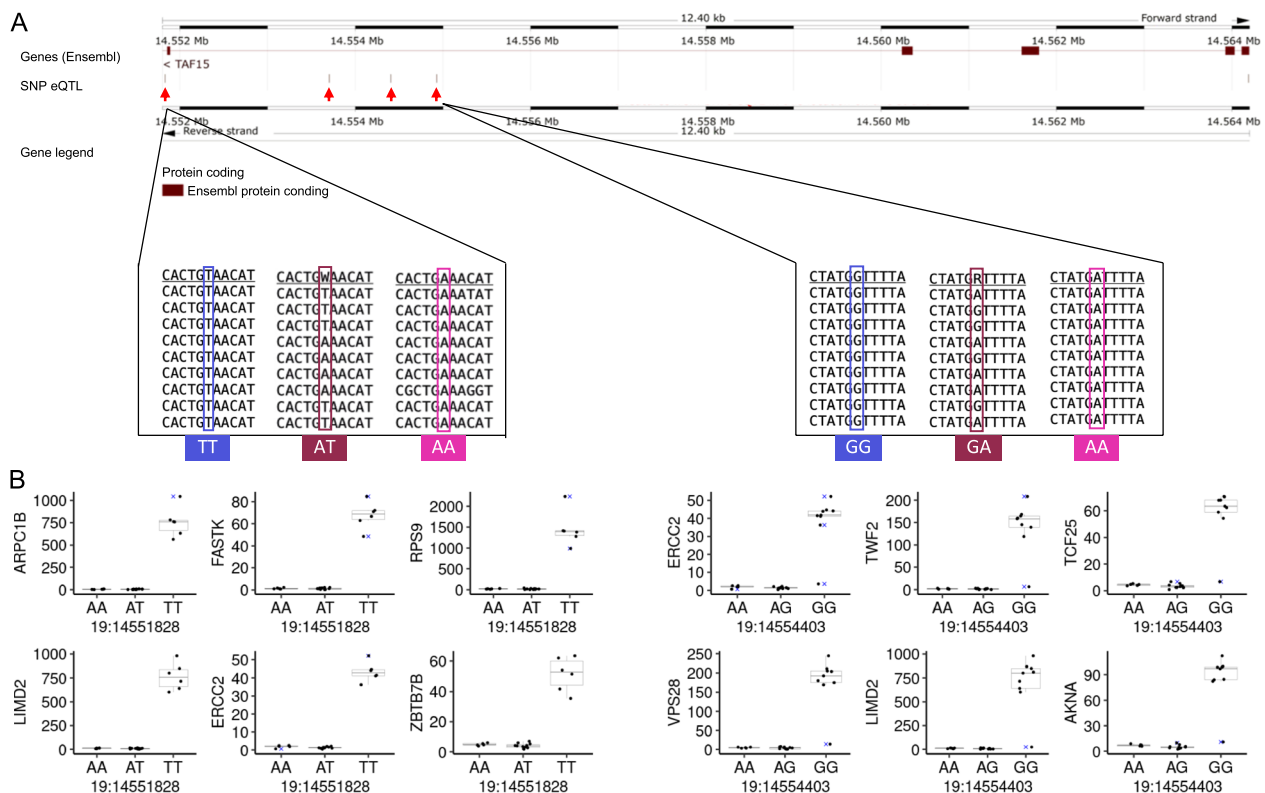 A
12.40 kb
Forward strand
14.552 Mb 14.554 Mb 14.556 Mb 14.558 Mb 14.560 Mb 14.562 Mb 14.564 Mb
Genes (Ensembl)
< TAF15
SNP eQTL
14.552 Mb 14.554 Mb 14.556 Mb 14.558 Mb 14.560 Mb 14.562 Mb 14.564 Mb
Reverse strand
12.40 kb
Gene legend
Protein coding
Ensembl protein conding
CACTGTAACAT CACTGWAACAT CACTGAAACAT CTATGGTTTTA CTATGRTTTTA CTATGATTTTA
CACTGTAACAT CACTGTAACAT CACTGAAATAT CTATGGTTTTA CTATGATTTTA CTATGATTTTA
CACTGTAACAT CACTGTAACAT CACTGAAACAT CTATGGTTTTA CTATGGTTTTA CTATGATTTTA
CACTGTAACAT CACTGTAACAT CACTGAAACAT CTATGGTTTTA CTATGGTTTTA CTATGATTTTA
CACTGTAACAT CACTGTAACAT CACTGAAACAT CTATGGTTTTA CTATGATTTTA CTATGATTTTA
CACTGTAACAT CACTGAAACAT CACTGAAACAT CTATGGTTTTA CTATGGTTTTA CTATGATTTTA
CACTGTAACAT CACTGAAACAT CACTGAAACAT CTATGGTTTTA CTATGATTTTA CTATGATTTTA
CACTGTAACAT CACTGAAACAT CGCTGAAAGGT CTATGGTTTTA CTATGATTTTA CTATGATTTTA
CACTGTAACAT CACTGTAACAT CACTGAAACAT CTATGGTTTTA CTATGGTTTTA CTATGATTTTA
CACTGTAACAT CACTGTAACAT CACTGAAACAT CTATGGTTTTA CTATGATTTTA CTATGATTTTA
TT AT AA GG GA AA
B
ARPC1B
1000
750
500
250
0
AA AT TT
19:14551828
FASTK
80
60
40
20
0
AA AT TT
19:14551828
RPS9
2000
1500
1000
500
0
AA AT TT
19:14551828
ERCC2
50
40
30
20
10
0
AA AG GG
19:14554403
TWF2
200
150
100
50
0
AA AG GG
19:14554403
TCF25
60
40
20
0
AA AG GG
19:14554403
LIMD2
1000
750
500
250
0
AA AT TT
19:14551828
ERCC2
50
40
30
20
10
0
AA AT TT
19:14551828
ZBTB7B
60
40
20
0
AA AT TT
19:14551828
VPS28
250
200
150
100
50
0
AA AG GG
19:14554403
LIMD2
1000
750
500
250
0
AA AG GG
19:14554403
AKNA
90
60
30
0
AA AG GG
19:14554403